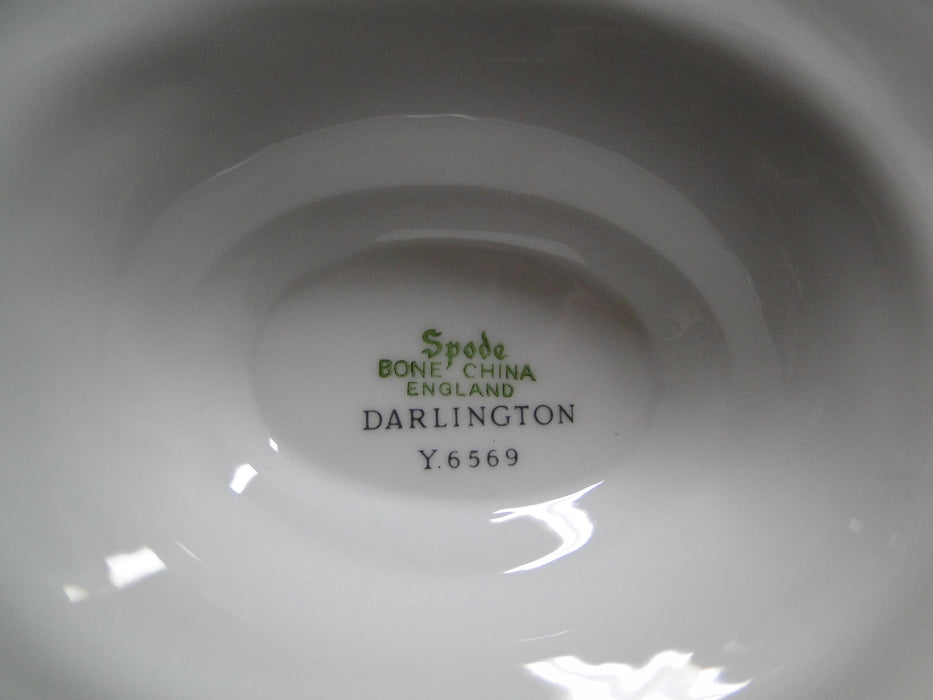 Spode
BONE CHINA
ENGLAND
DARLINGTON
Y.6569